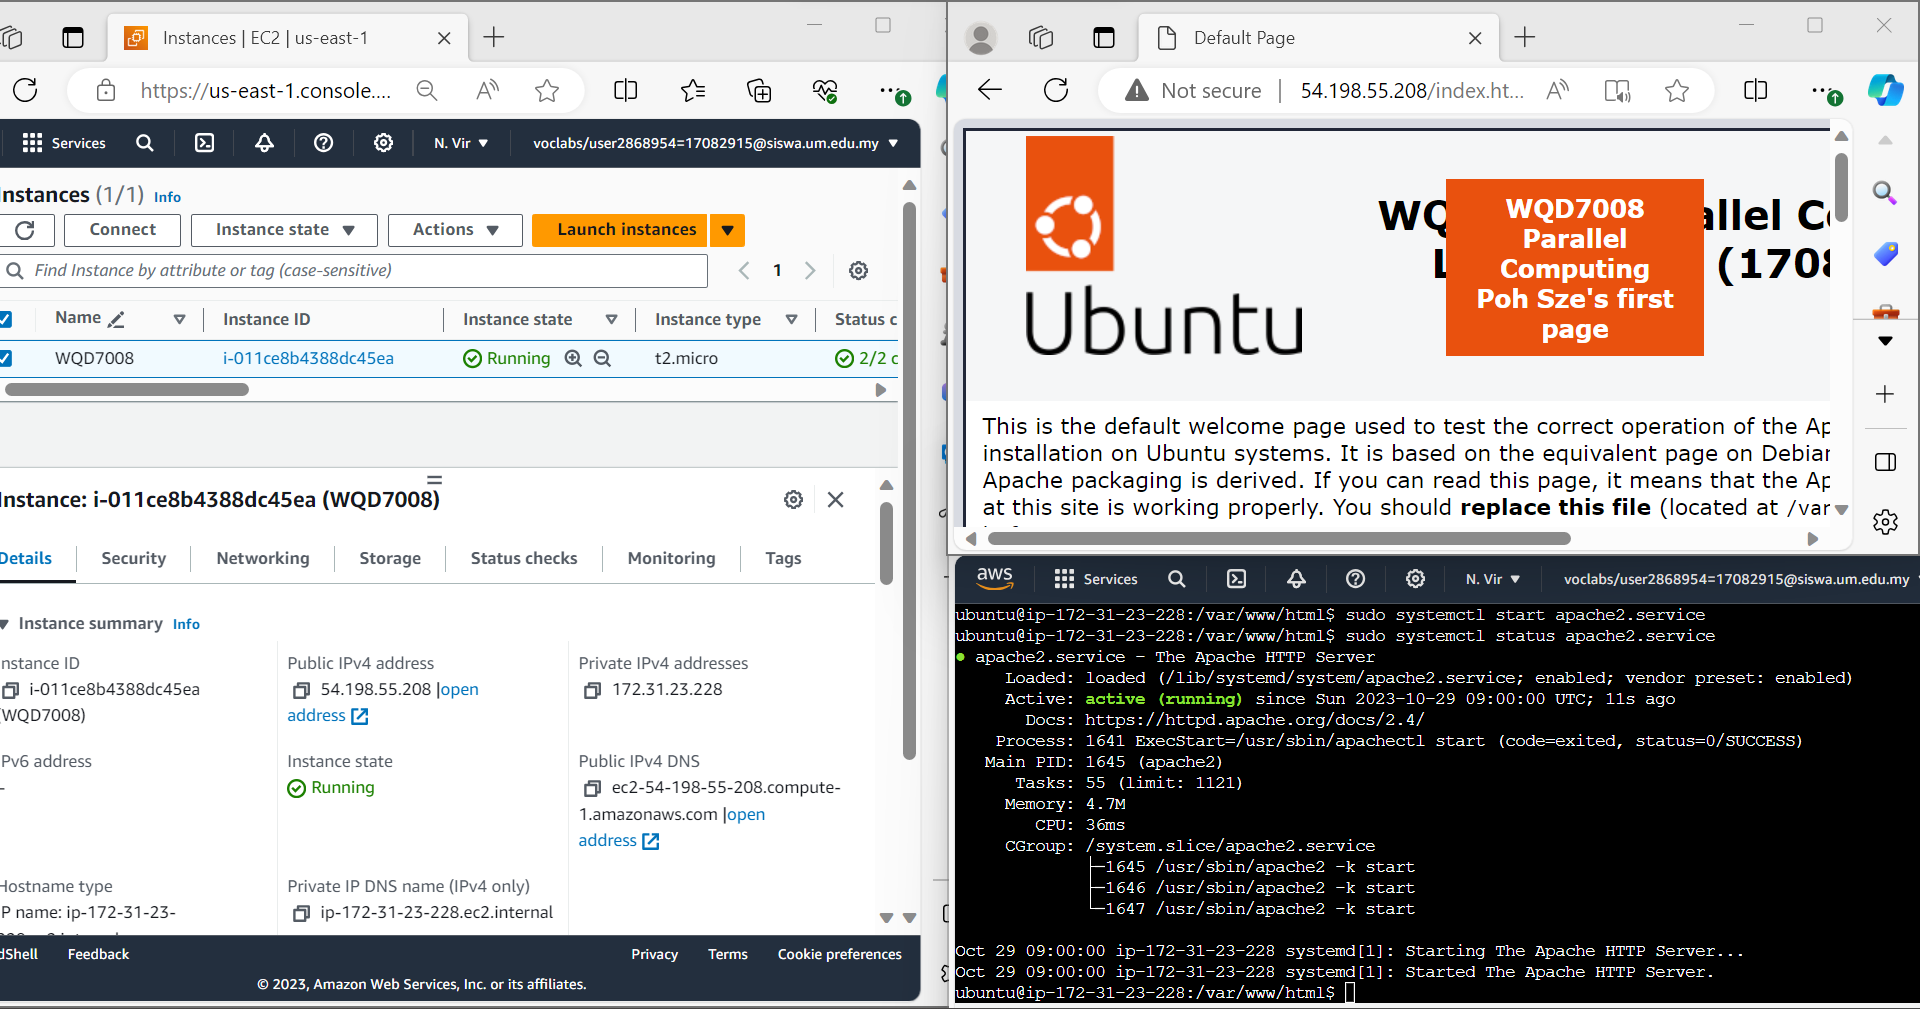 Instances | EC2 | us-east-1
https://us-east-1.console....
Services
N. Vir
voclabs/user2868954=17082915@siswa.um.edu.my
nstances (1/1) Info
Connect
Instance state
Actions
Launch instances
Find Instance by attribute or tag (case-sensitive)
1
Name
Instance ID
Instance state
Instance type
Status c
WQD7008
i-011ce8b4388dc45ea
Running
t2.micro
2/2 c
nstance: i-011ce8b4388dc45ea (WQD7008)
Details
Security
Networking
Storage
Status checks
Monitoring
Tags
Instance summary Info
nstance ID
i-011ce8b4388dc45ea
WQD7008)
Public IPv4 address
54.198.55.208 |open
address
Private IPv4 addresses
172.31.23.228
Pv6 address
–
Instance state
Running
Public IPv4 DNS
ec2-54-198-55-208.compute-
1.amazonaws.com |open
address
Hostname type
P name: ip-172-31-23-
Private IP DNS name (IPv4 only)
ip-172-31-23-228.ec2.internal
dShell
Feedback
Privacy
Terms
Cookie preferences
© 2023, Amazon Web Services, Inc. or its affiliates.
Default Page
Not secure
54.198.55.208/index.ht...
Ubuntu
WQD7008
Parallel
Computing
Poh Sze's first
page
WQ
allel Co
L
(1708
This is the default welcome page used to test the correct operation of the Ap
installation on Ubuntu systems. It is based on the equivalent page on Debian
Apache packaging is derived. If you can read this page, it means that the Ap
at this site is working properly. You should replace this file (located at /var
aws
Services
N. Vir
voclabs/user2868954=17082915@siswa.um.edu.my
ubuntu@ip-172-31-23-228:/var/www/html$ sudo systemctl start apache2.service
ubuntu@ip-172-31-23-228:/var/www/html$ sudo systemctl status apache2.service
● apache2.service - The Apache HTTP Server
Loaded: loaded (/lib/systemd/system/apache2.service; enabled; vendor preset: enabled)
Active: active (running) since Sun 2023-10-29 09:00:00 UTC; 11s ago
Docs: https://httpd.apache.org/docs/2.4/
Process: 1641 ExecStart=/usr/sbin/apachectl start (code=exited, status=0/SUCCESS)
Main PID: 1645 (apache2)
Tasks: 55 (limit: 1121)
Memory: 4.7M
CPU: 36ms
CGroup: /system.slice/apache2.service
├─1645 /usr/sbin/apache2 -k start
├─1646 /usr/sbin/apache2 -k start
└─1647 /usr/sbin/apache2 -k start
Oct 29 09:00:00 ip-172-31-23-228 systemd[1]: Starting The Apache HTTP Server...
Oct 29 09:00:00 ip-172-31-23-228 systemd[1]: Started The Apache HTTP Server.
ubuntu@ip-172-31-23-228:/var/www/html$